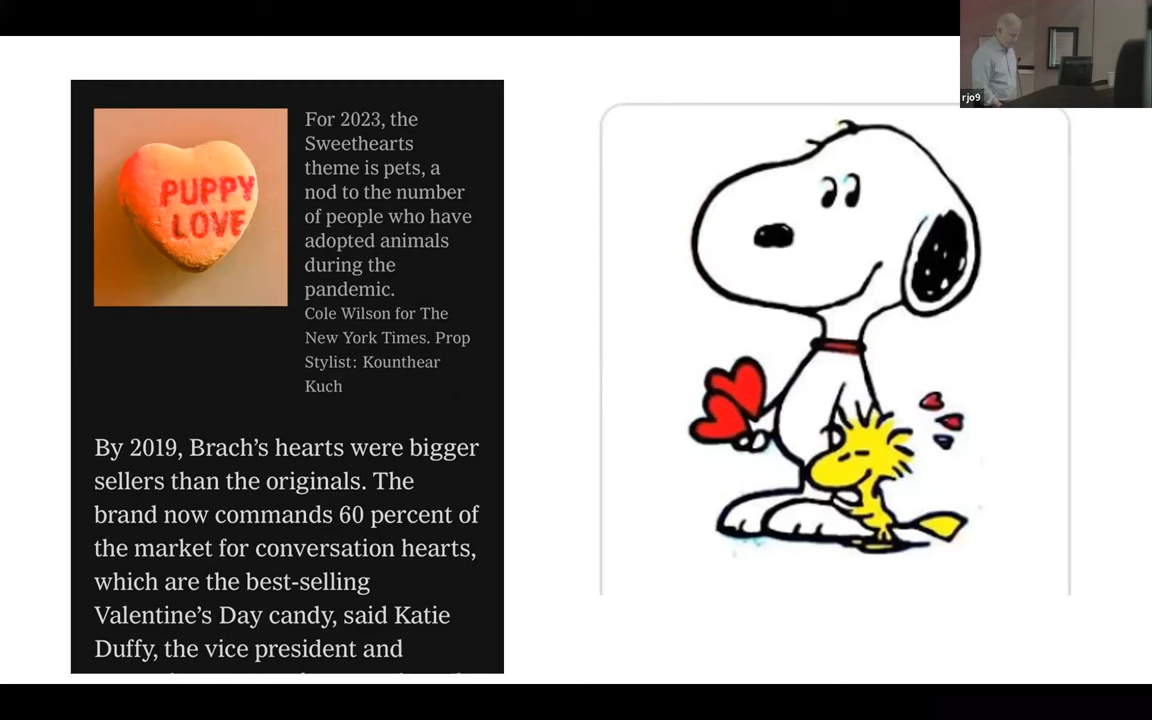 rjo9
PUPPY
LOVE
For 2023, the
Sweethearts
theme is pets, a
nod to the number
of people who have
adopted animals
during the
pandemic.
Cole Wilson for The
New York Times. Prop
Stylist: Kounthear
Kuch
By 2019, Brach’s hearts were bigger
sellers than the originals. The
brand now commands 60 percent of
the market for conversation hearts,
which are the best-selling
Valentine’s Day candy, said Katie
Duffy, the vice president and